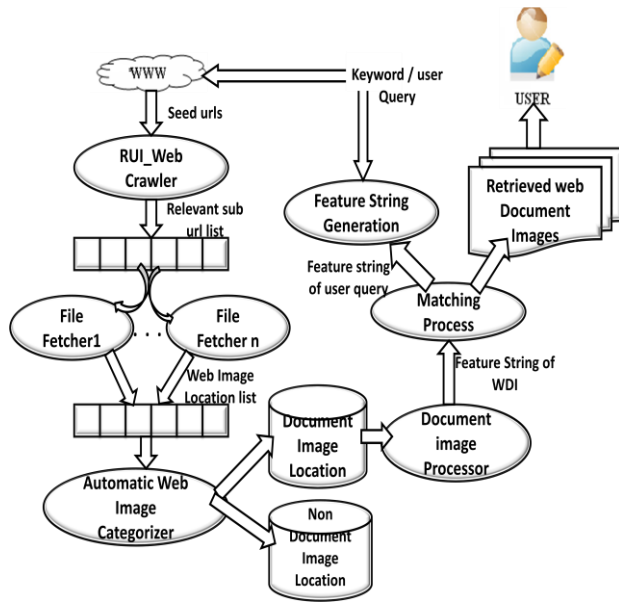 WWW
Keyword / user
Query
USER
Seed urls
RUI_Web
Crawler
Relevant sub
url list
Feature String
Generation
Retrieved web
Document
Images
Feature string
of user query
Matching
Process
File
Fetcher1
. . .
File
Fetcher n
Web Image
Location list
Feature String of
WDI
Document
Image
Location
Document
image
Processor
Automatic Web
Image
Categorizer
Non
Document
Image
Location